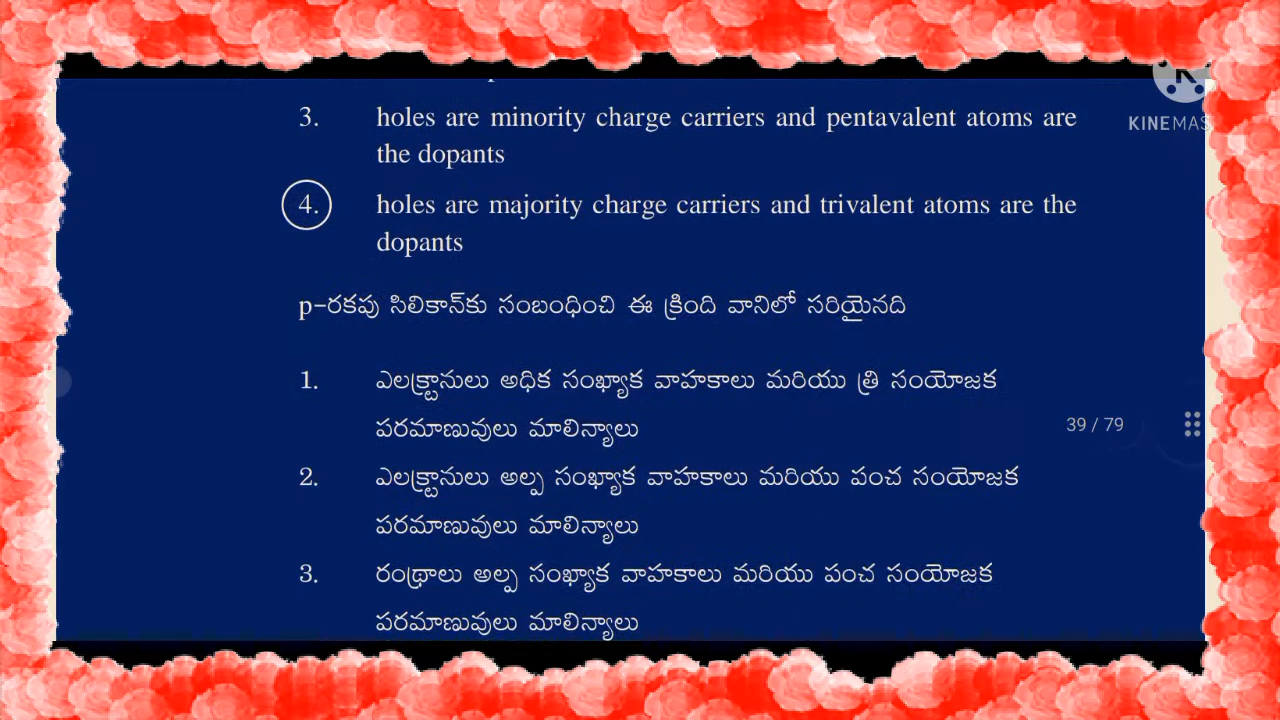 KINEMAS
3. holes are minority charge carriers and pentavalent atoms are
the dopants
4. holes are majority charge carriers and trivalent atoms are the
dopants
p-రకపు సిలికాన్‌కు సంబంధించి ఈ క్రింది వానిలో సరియైనది
1. ఎలక్ట్రానులు అధిక సంఖ్యాక వాహకాలు మరియు త్రి సంయోజక
పరమాణువులు మాలిన్యాలు
39 / 79
2. ఎలక్ట్రానులు అల్ప సంఖ్యాక వాహకాలు మరియు పంచ సంయోజక
పరమాణువులు మాలిన్యాలు
3. రంధ్రాలు అల్ప సంఖ్యాక వాహకాలు మరియు పంచ సంయోజక
పరమాణువులు మాలిన్యాలు